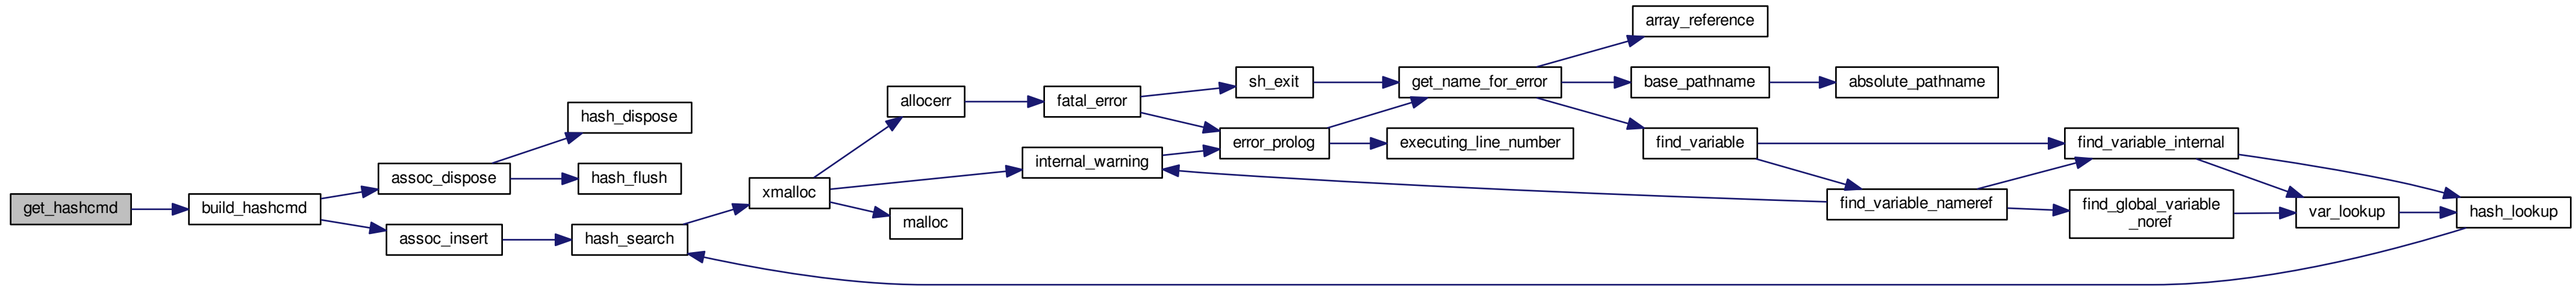 get_hashcmd
build_hashcmd
assoc_dispose
hash_dispose
hash_flush
assoc_insert
hash_search
xmalloc
allocerr
fatal_error
sh_exit
get_name_for_error
array_reference
base_pathname
absolute_pathname
internal_warning
error_prolog
executing_line_number
malloc
find_variable
find_variable_internal
find_variable_nameref
find_global_variable
_noref
var_lookup
hash_lookup